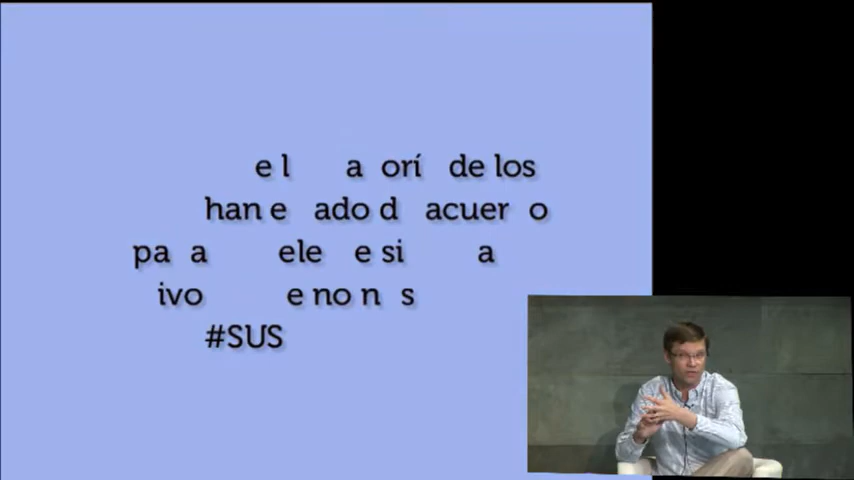 e l a orí de los
han e ado d acuer o
pa a ele e si a
ivo e no n s
#SUS